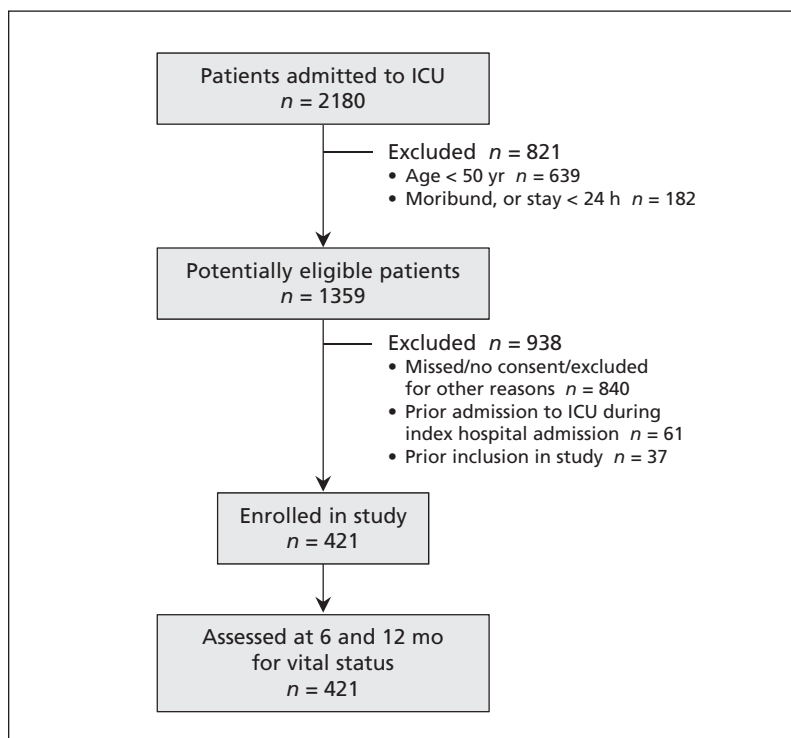 Patients admitted to ICU
n = 2180
Excluded n = 821
• Age < 50 yr n = 639
• Moribund, or stay < 24 h n = 182
Potentially eligible patients
n = 1359
Excluded n = 938
• Missed/no consent/excluded
for other reasons n = 840
• Prior admission to ICU during
index hospital admission n = 61
• Prior inclusion in study n = 37
Enrolled in study
n = 421
Assessed at 6 and 12 mo
for vital status
n = 421